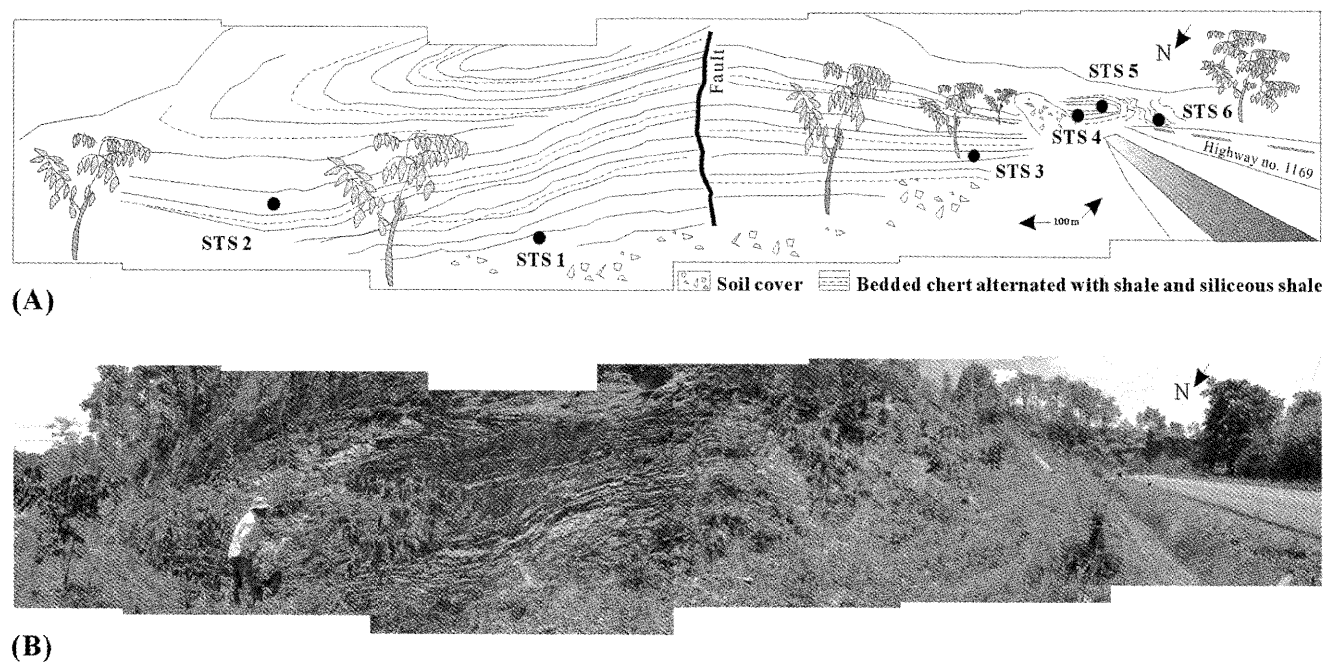 N
Fault
STS 5
STS 6
STS 4
Highway no. 1169
STS 3
100m
STS 2
STS 1
Soil cover
Bedded chert alternated with shale and siliceous shale
(A)
N
(B)